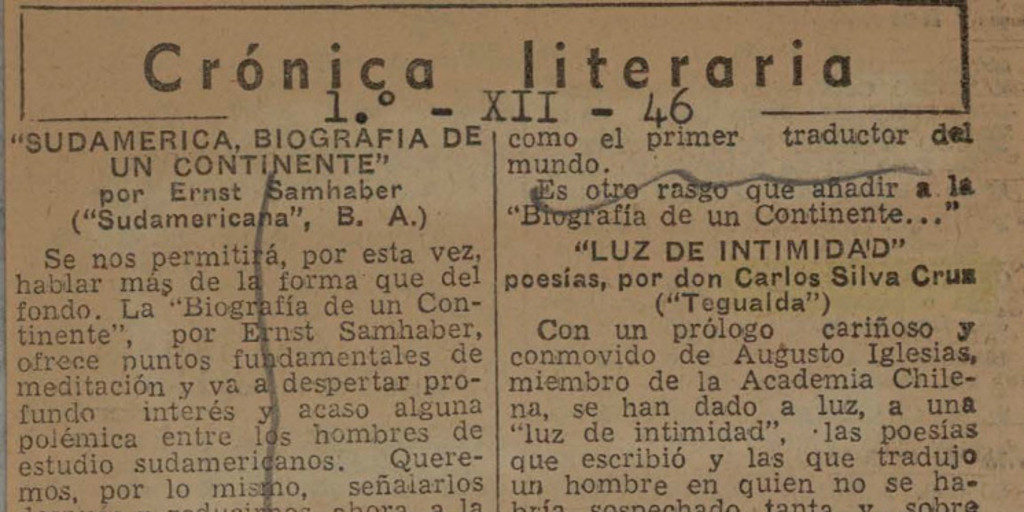 Crónica literaria
1.° - XII - 46
"SUDAMERICA, BIOGRAFIA DE
UN CONTINENTE"
por Ernst Samhaber
("Sudamericana", B. A.)
Se nos permitirá, por esta vez,
hablar más de la forma que del
fondo. La "Biografía de un Con-
tinente", por Ernst Samhaber,
ofrece puntos fundamentales de
meditación y va a despertar pro-
fundo interés y acaso alguna
polémica entre los hombres de
estudio sudamericanos. Quere-
mos, por lo mismo, señalarlos
ahora a la
como el primer traductor del
mundo.
Es otro rasgo que añadir a la
"Biografía de un Continente..."
"LUZ DE INTIMIDAD"
poesías, por don Carlos Silva Cruz
("Tegualda")
Con un prólogo cariñoso y
conmovido de Augusto Iglesias,
miembro de la Academia Chile-
na, se han dado a luz, a una
"luz de intimidad", las poesías
que escribió y las que tradujo
un hombre en quien no se ha-
bría sospechado tanta y sobre